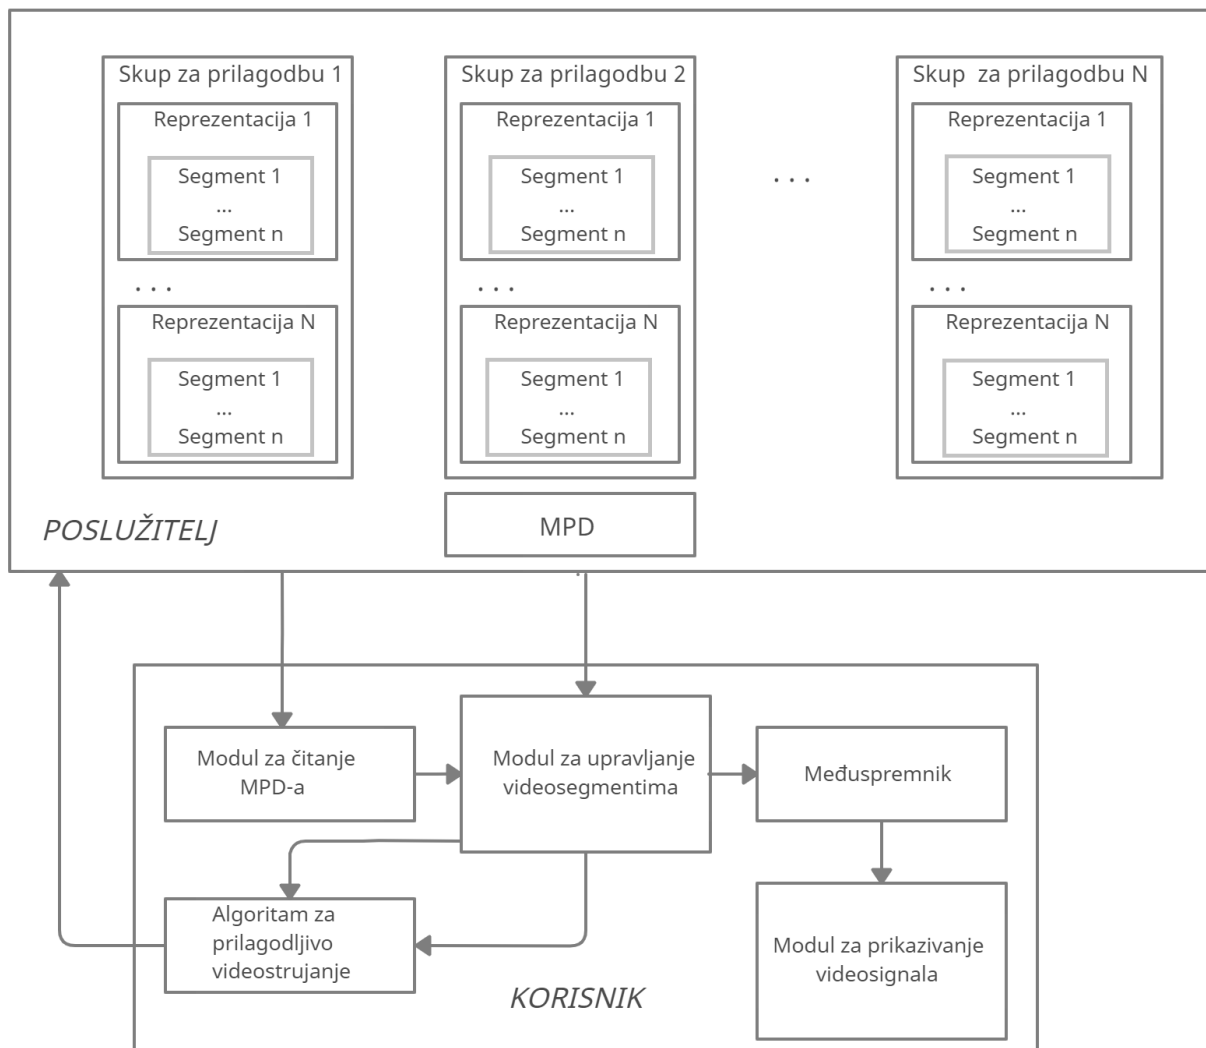 Skup za prilagodbu 1
Reprezentacija 1
Segment 1
...
Segment n
. . .
Reprezentacija N
Segment 1
...
Segment n
Skup za prilagodbu 2
Reprezentacija 1
Segment 1
...
Segment n
. . .
Reprezentacija N
Segment 1
...
Segment n
. . .
Skup za prilagodbu N
Reprezentacija 1
Segment 1
...
Segment n
. . .
Reprezentacija N
Segment 1
...
Segment n
POSLUŽITELJ
MPD
Modul za čitanje
MPD-a
Modul za upravljanje
videosegmentima
Međuspremnik
Algoritam za
prilagodljivo
videostrujanje
Modul za prikazivanje
videosignala
KORISNIK